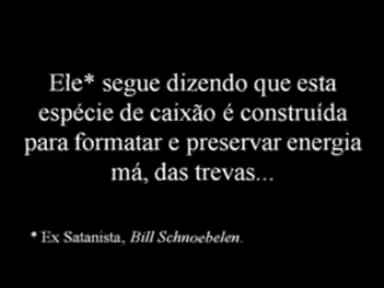 Ele* segue dizendo que esta
espécie de caixão é construída
para formatar e preservar energia
má, das trevas...
* Ex Satanista, Bill Schnoebelen.